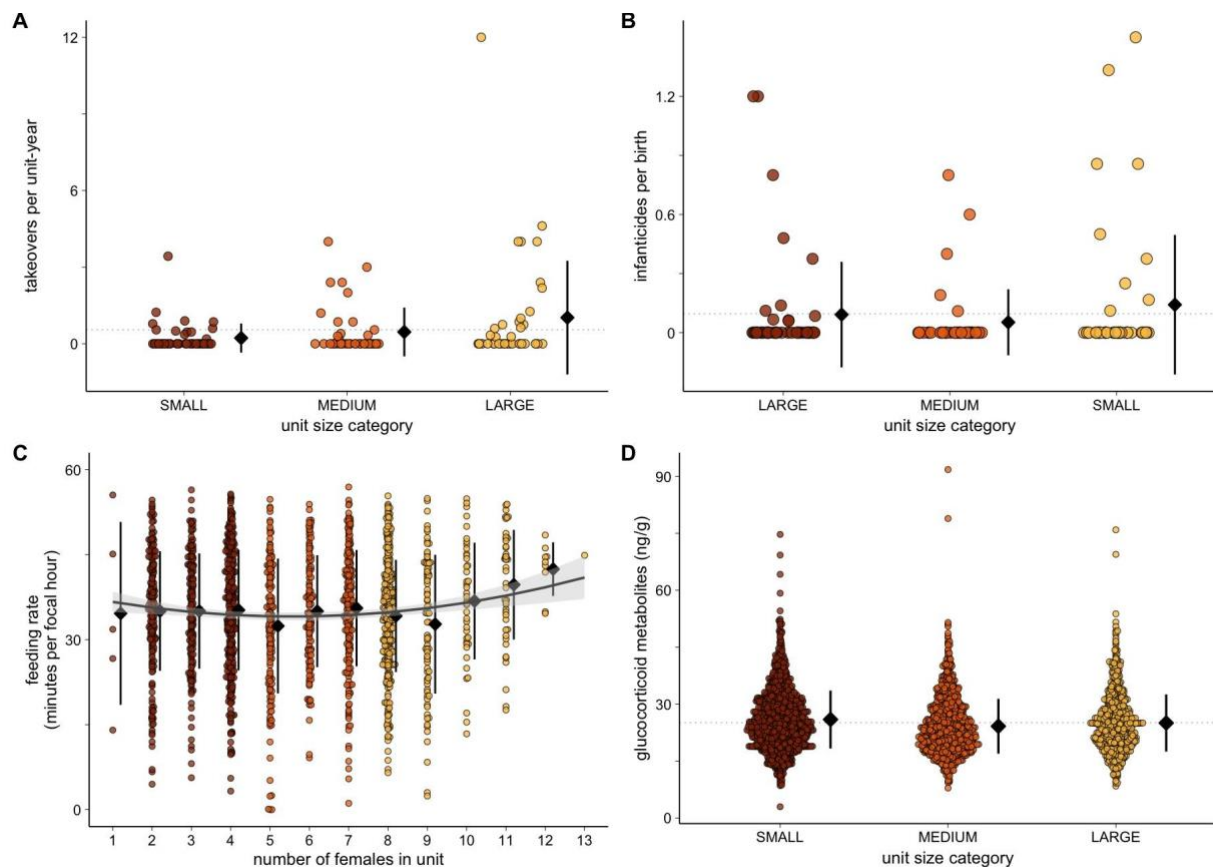 A
12
6
0
takeovers per unit-year
SMALL MEDIUM LARGE
unit size category
B
1.2
0.6
0
infanticides per birth
LARGE MEDIUM SMALL
unit size category
C
60
30
0
feeding rate
(minutes per focal hour)
1 2 3 4 5 6 7 8 9 10 11 12 13
number of females in unit
D
90
60
30
0
glucocorticoid metabolites (ng/g)
SMALL MEDIUM LARGE
unit size category